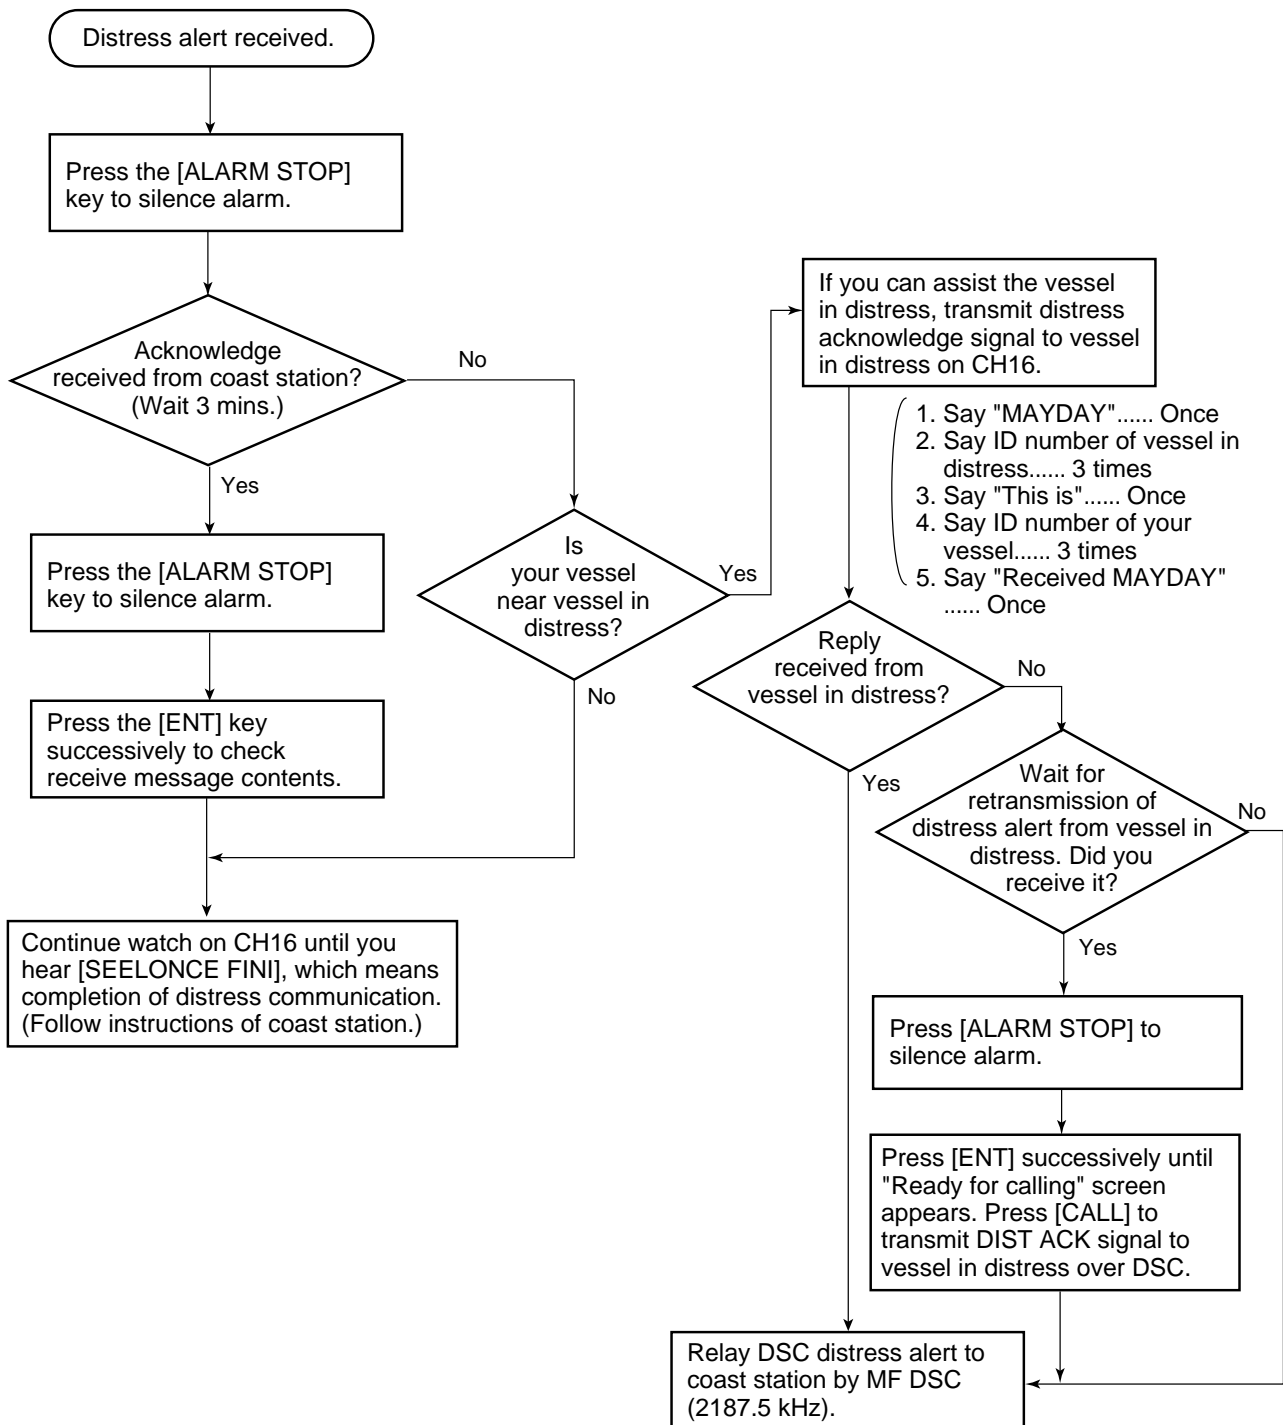 Distress alert received.
Press the [ALARM STOP]
key to silence alarm.
Acknowledge
received from coast station?
(Wait 3 mins.)
No
Yes
Press the [ALARM STOP]
key to silence alarm.
Press the [ENT] key
successively to check
receive message contents.
Is
your vessel
near vessel in
distress?
Yes
No
Continue watch on CH16 until you
hear [SEELONCE FINI], which means
completion of distress communication.
(Follow instructions of coast station.)
If you can assist the vessel
in distress, transmit distress
acknowledge signal to vessel
in distress on CH16.
1. Say "MAYDAY"...... Once
2. Say ID number of vessel in
distress...... 3 times
3. Say "This is"...... Once
4. Say ID number of your
vessel...... 3 times
5. Say "Received MAYDAY"
...... Once
Reply
received from
vessel in distress?
No
Yes
Wait for
retransmission of
distress alert from vessel in
distress. Did you
receive it?
No
Yes
Press [ALARM STOP] to
silence alarm.
Press [ENT] successively until
"Ready for calling" screen
appears. Press [CALL] to
transmit DIST ACK signal to
vessel in distress over DSC.
Relay DSC distress alert to
coast station by MF DSC
(2187.5 kHz).